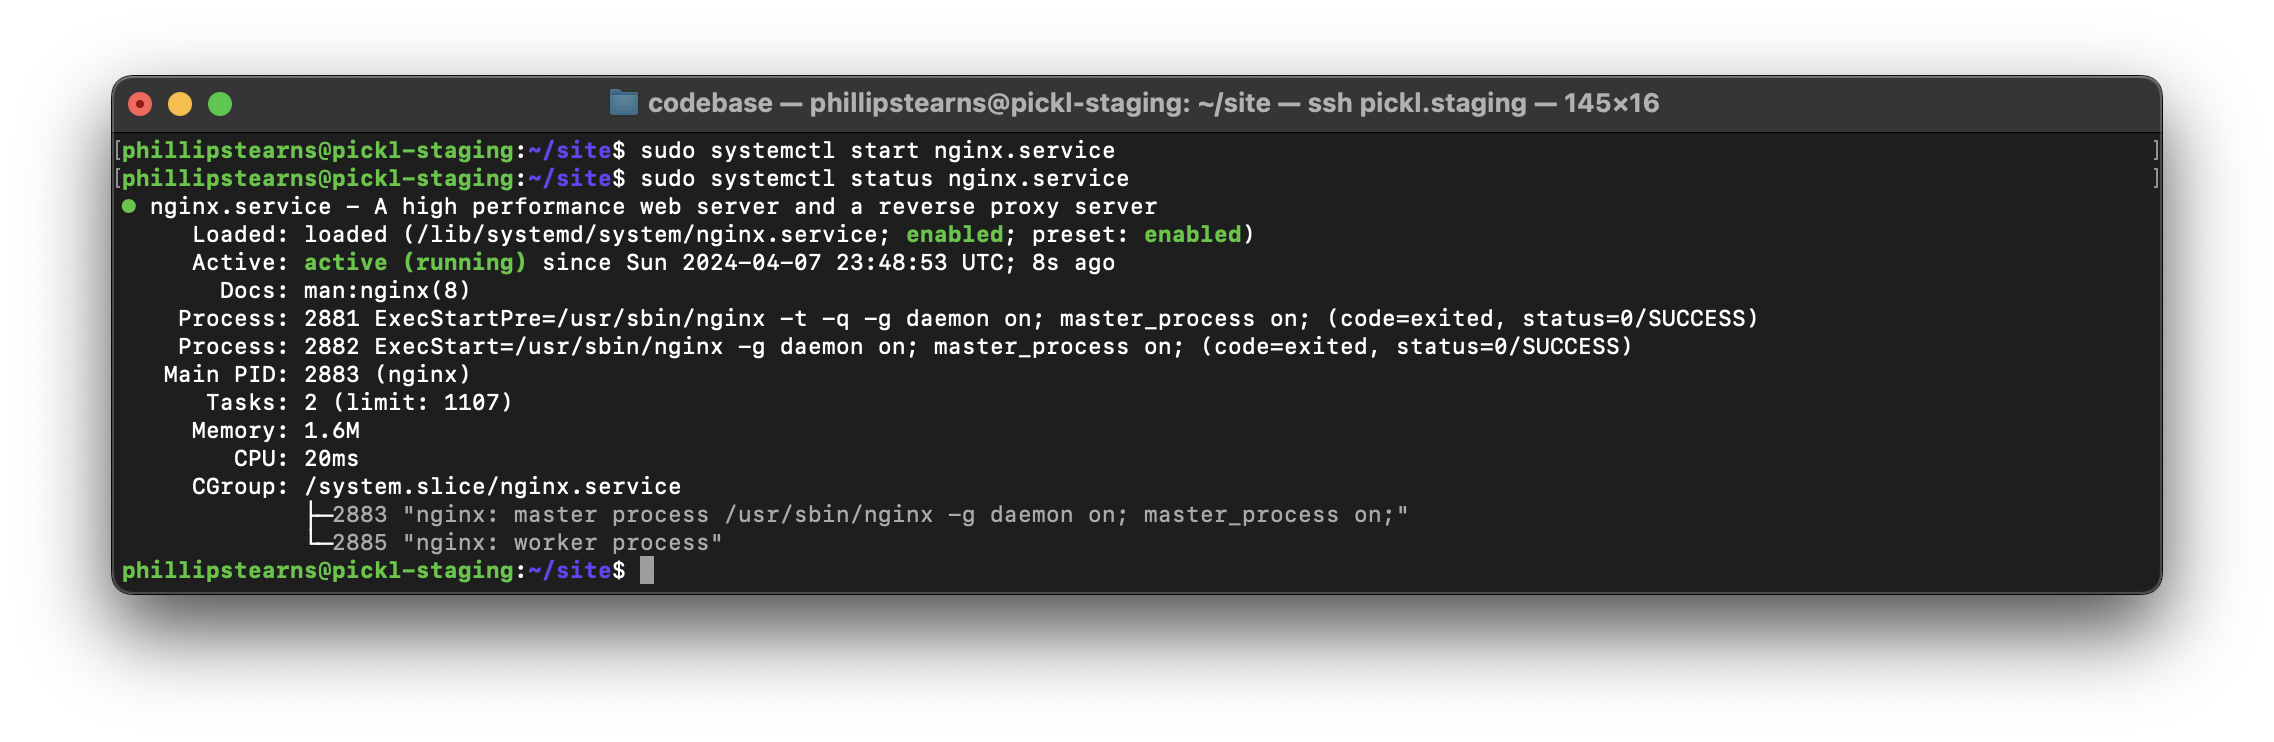 codebase — phillipstearns@pickl-staging: ~/site — ssh pickl.staging — 145×16
[phillipstearns@pickl-staging:~/site$ sudo systemctl start nginx.service ]
[phillipstearns@pickl-staging:~/site$ sudo systemctl status nginx.service ]
● nginx.service - A high performance web server and a reverse proxy server
Loaded: loaded (/lib/systemd/system/nginx.service; enabled; preset: enabled)
Active: active (running) since Sun 2024-04-07 23:48:53 UTC; 8s ago
Docs: man:nginx(8)
Process: 2881 ExecStartPre=/usr/sbin/nginx -t -q -g daemon on; master_process on; (code=exited, status=0/SUCCESS)
Process: 2882 ExecStart=/usr/sbin/nginx -g daemon on; master_process on; (code=exited, status=0/SUCCESS)
Main PID: 2883 (nginx)
Tasks: 2 (limit: 1107)
Memory: 1.6M
CPU: 20ms
CGroup: /system.slice/nginx.service
├─2883 "nginx: master process /usr/sbin/nginx -g daemon on; master_process on;"
└─2885 "nginx: worker process"
phillipstearns@pickl-staging:~/site$